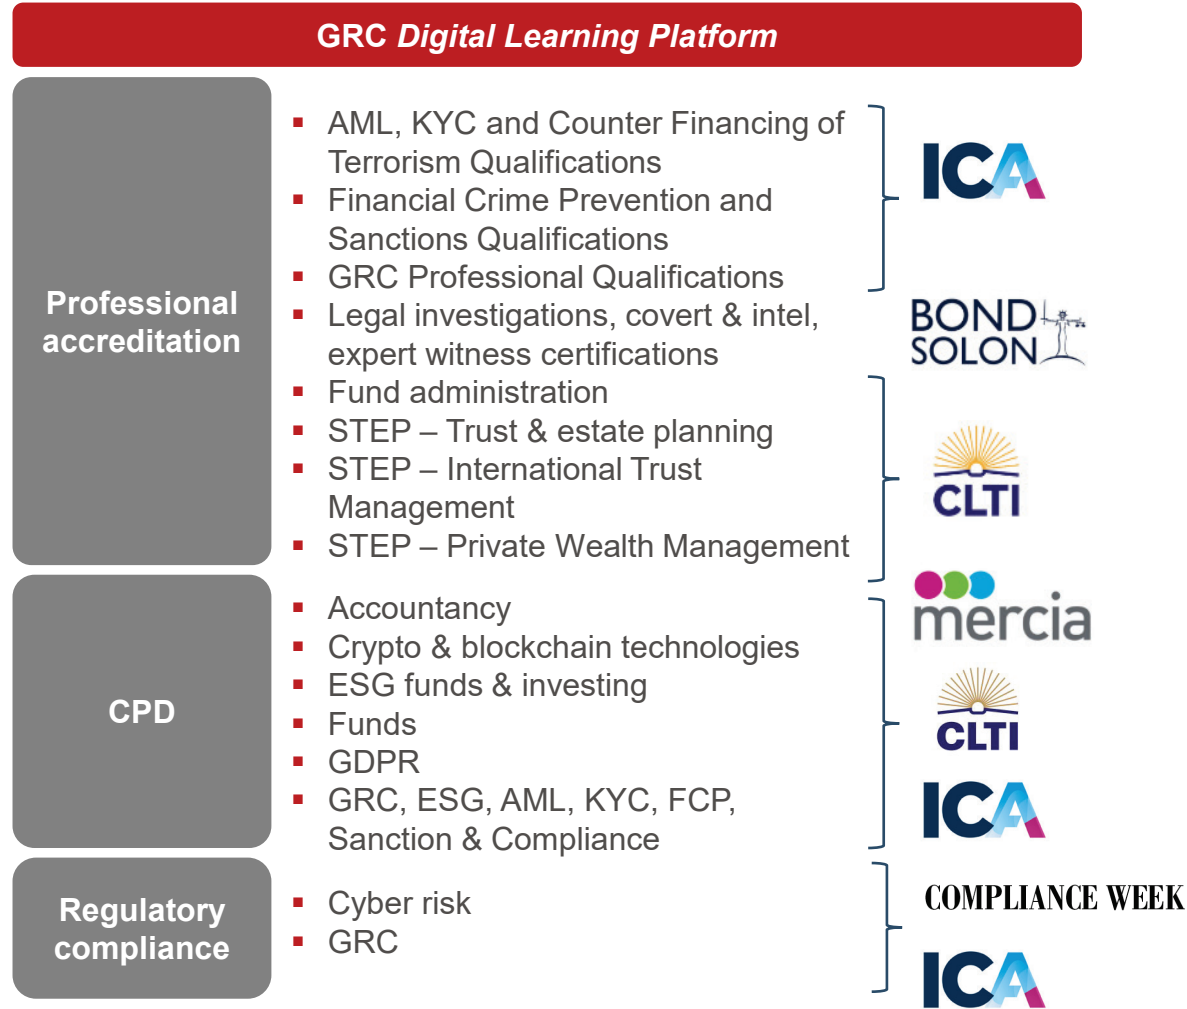 GRC Digital Learning Platform
Professional
accreditation
▪ AML, KYC and Counter Financing of
Terrorism Qualifications
▪ Financial Crime Prevention and
Sanctions Qualifications
▪ GRC Professional Qualifications
▪ Legal investigations, covert & intel,
expert witness certifications
▪ Fund administration
▪ STEP – Trust & estate planning
▪ STEP – International Trust
Management
▪ STEP – Private Wealth Management
ICA
BOND
SOLON
CLTI
CPD
▪ Accountancy
▪ Crypto & blockchain technologies
▪ ESG funds & investing
▪ Funds
▪ GDPR
▪ GRC, ESG, AML, KYC, FCP,
Sanction & Compliance
mercia
CLTI
ICA
Regulatory
compliance
▪ Cyber risk
▪ GRC
COMPLIANCE WEEK
ICA